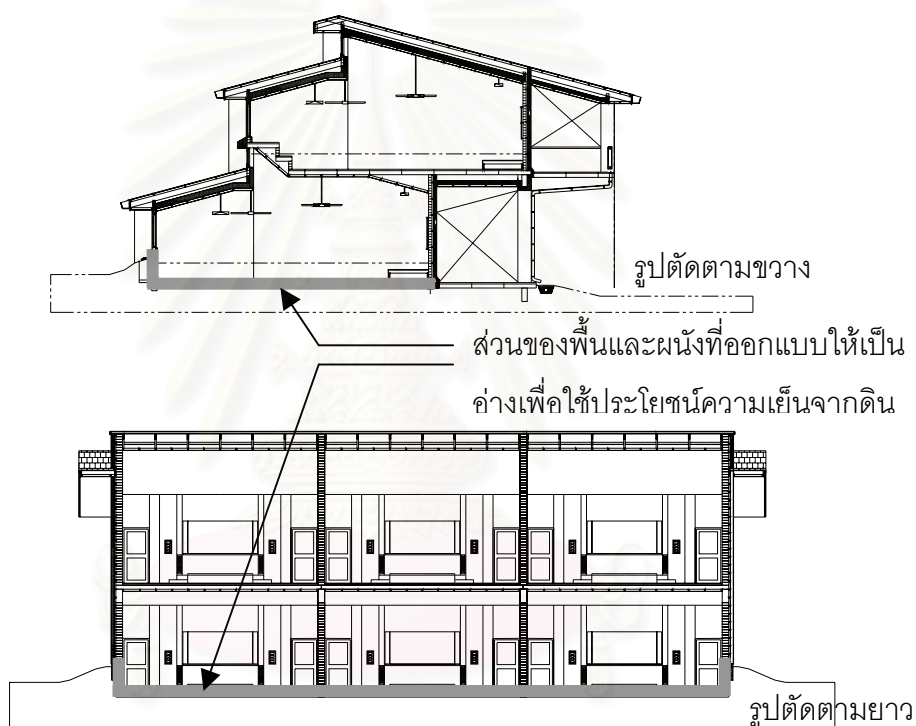 รูปตัดตามขวาง
ส่วนของพื้นและผนังที่ออกแบบให้เป็น
อ่างเพื่อใช้ประโยชน์ความเย็นจากดิน
รูปตัดตามยาว